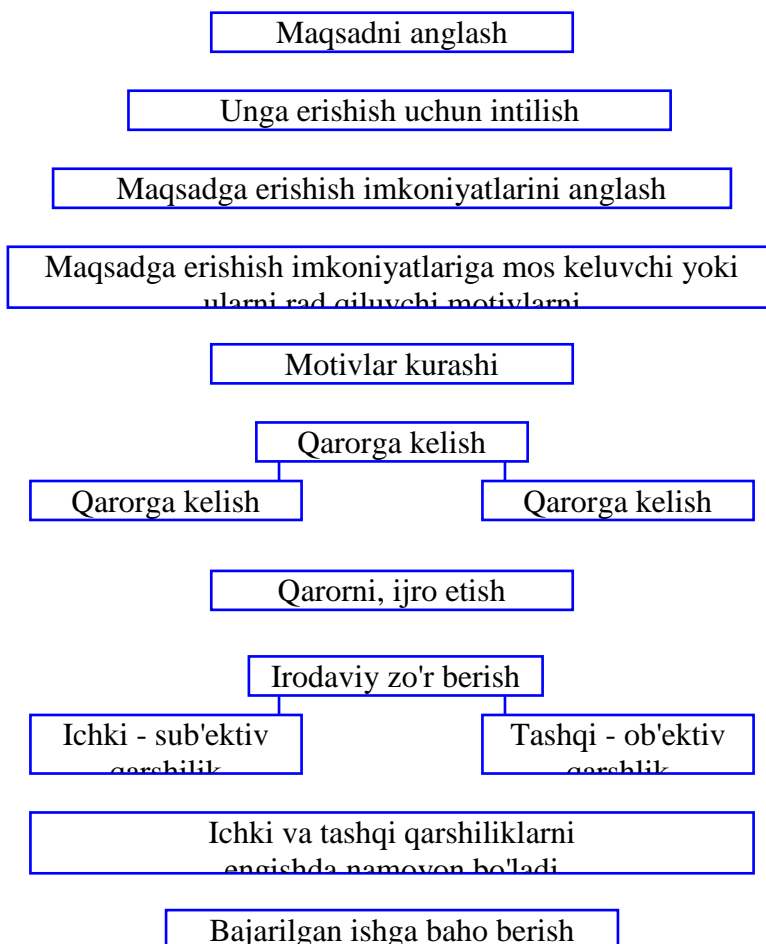 Maqsadni anglash
Unga erishish uchun intilish
Maqsadga erishish imkoniyatlarini anglash
Maqsadga erishish imkoniyatlariga mos keluvchi yoki
ularni rad qiluvchi motivlarni
Motivlar kurashi
Qarorga kelish
Qarorga kelish Qarorga kelish
Qarorni, ijro etish
Irodaviy zo'r berish
Ichki - sub'ektiv Tashqi - ob'ektiv
qarshilik qarshlik
Ichki va tashqi qarshiliklarni
engishda namoyon bo'ladi
Bajarilgan ishga baho berish